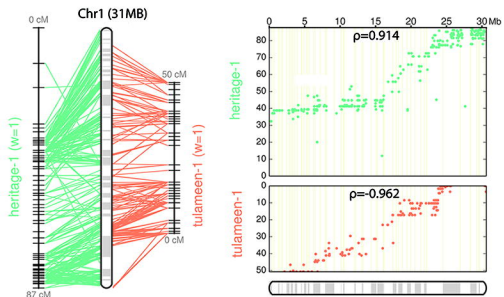 Chr1 (31MB)
0 cM
87 cM
heritage-1 (w=1)
50 cM
0 cM
tulameen-1 (w=1)
0 5 10 15 20 25 30 Mb
ρ=0.914
heritage-1
80
70
60
50
40
30
20
10
0
ρ=-0.962
tulameen-1
0
10
20
30
40
50